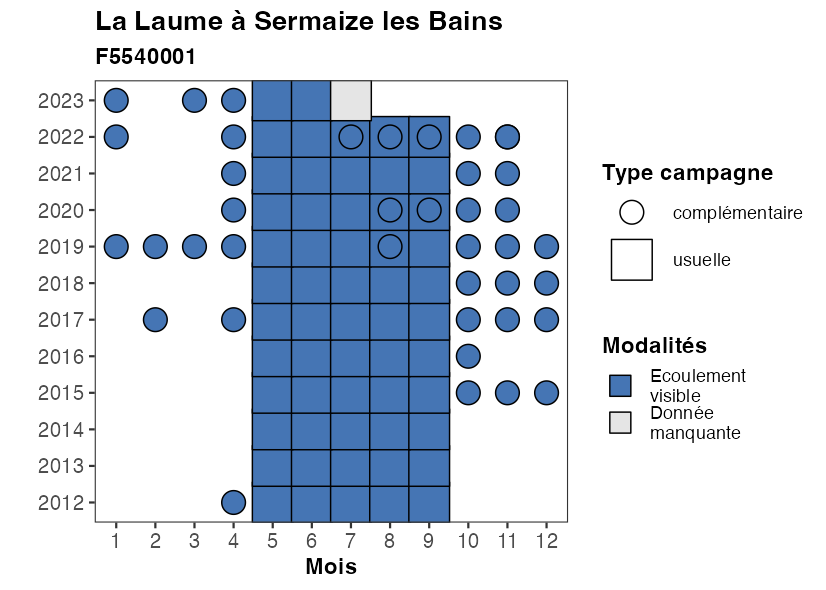 La Laume à Sermaize les Bains
F5540001
2023
2022
2021
2020
2019
2018
2017
2016
2015
2014
2013
2012
1 2 3 4 5 6 7 8 9 10 11 12
Mois
Type campagne
complémentaire
usuelle
Modalités
Ecoulement
visible
Donnée
manquante